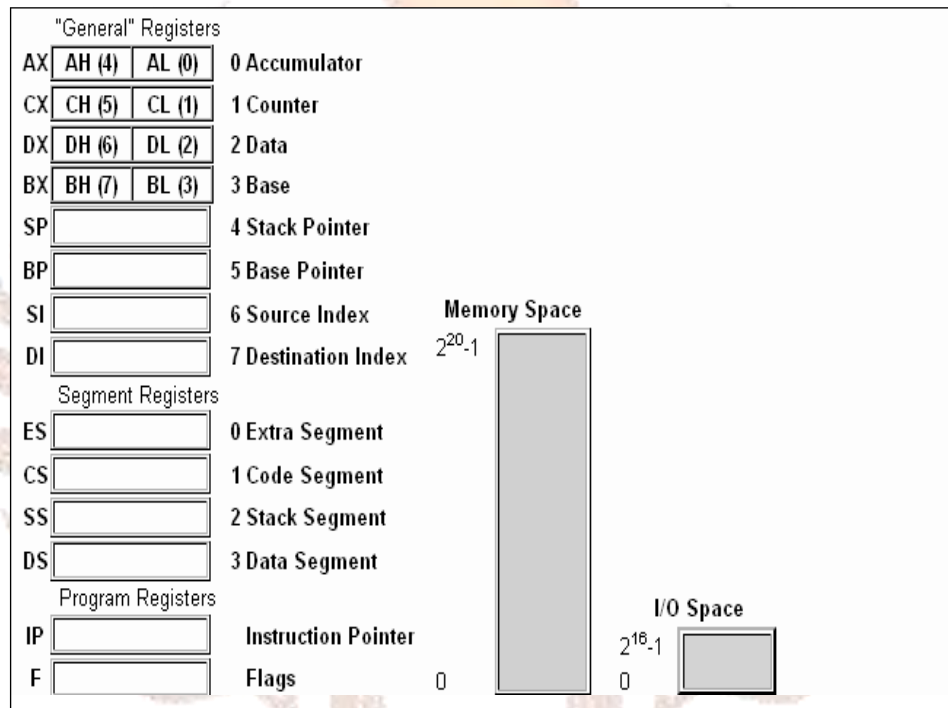 "General" Registers
AX AH (4) AL (0) 0 Accumulator
CX CH (5) CL (1) 1 Counter
DX DH (6) DL (2) 2 Data
BX BH (7) BL (3) 3 Base
SP 4 Stack Pointer
BP 5 Base Pointer
SI 6 Source Index
DI 7 Destination Index
Segment Registers
ES 0 Extra Segment
CS 1 Code Segment
SS 2 Stack Segment
DS 3 Data Segment
Program Registers
IP Instruction Pointer
F Flags
Memory Space
2²⁰-1
0
I/O Space
2¹⁶-1
0